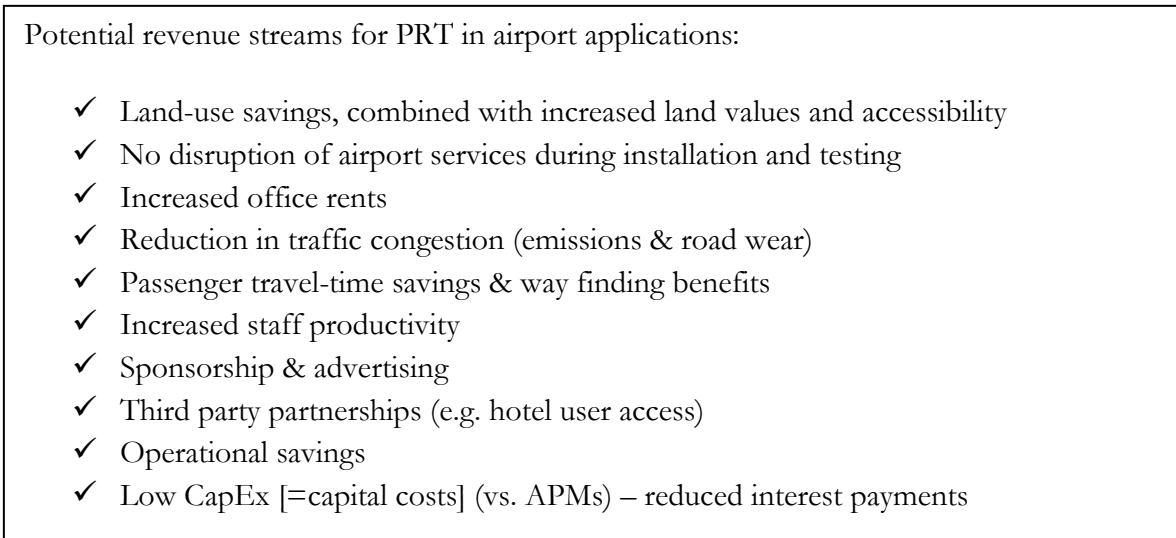 Potential revenue streams for PRT in airport applications:
✓ Land-use savings, combined with increased land values and accessibility
✓ No disruption of airport services during installation and testing
✓ Increased office rents
✓ Reduction in traffic congestion (emissions & road wear)
✓ Passenger travel-time savings & way finding benefits
✓ Increased staff productivity
✓ Sponsorship & advertising
✓ Third party partnerships (e.g. hotel user access)
✓ Operational savings
✓ Low CapEx [=capital costs] (vs. APMs) – reduced interest payments